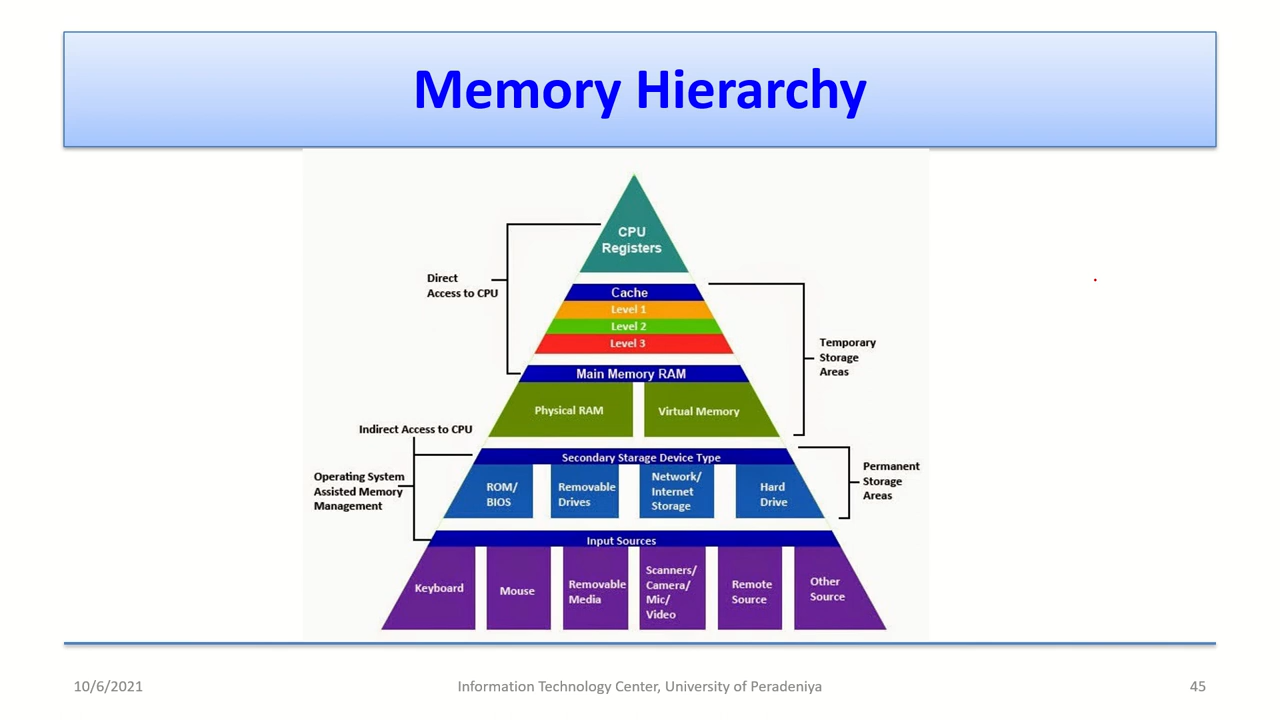 Memory Hierarchy
CPU
Registers
Direct
Access to CPU
Cache
Level 1
Level 2
Level 3
Temporary
Storage
Areas
Main Memory RAM
Physical RAM
Virtual Memory
Indirect Access to CPU
Operating System
Assisted Memory
Management
Secondary Starage Device Type
ROM/
BIOS
Removable
Drives
Network/
Internet
Storage
Hard
Drive
Permanent
Storage
Areas
Input Sources
Keyboard
Mouse
Removable
Media
Scanners/
Camera/
Mic/
Video
Remote
Source
Other
Source
10/6/2021
Information Technology Center, University of Peradeniya
45